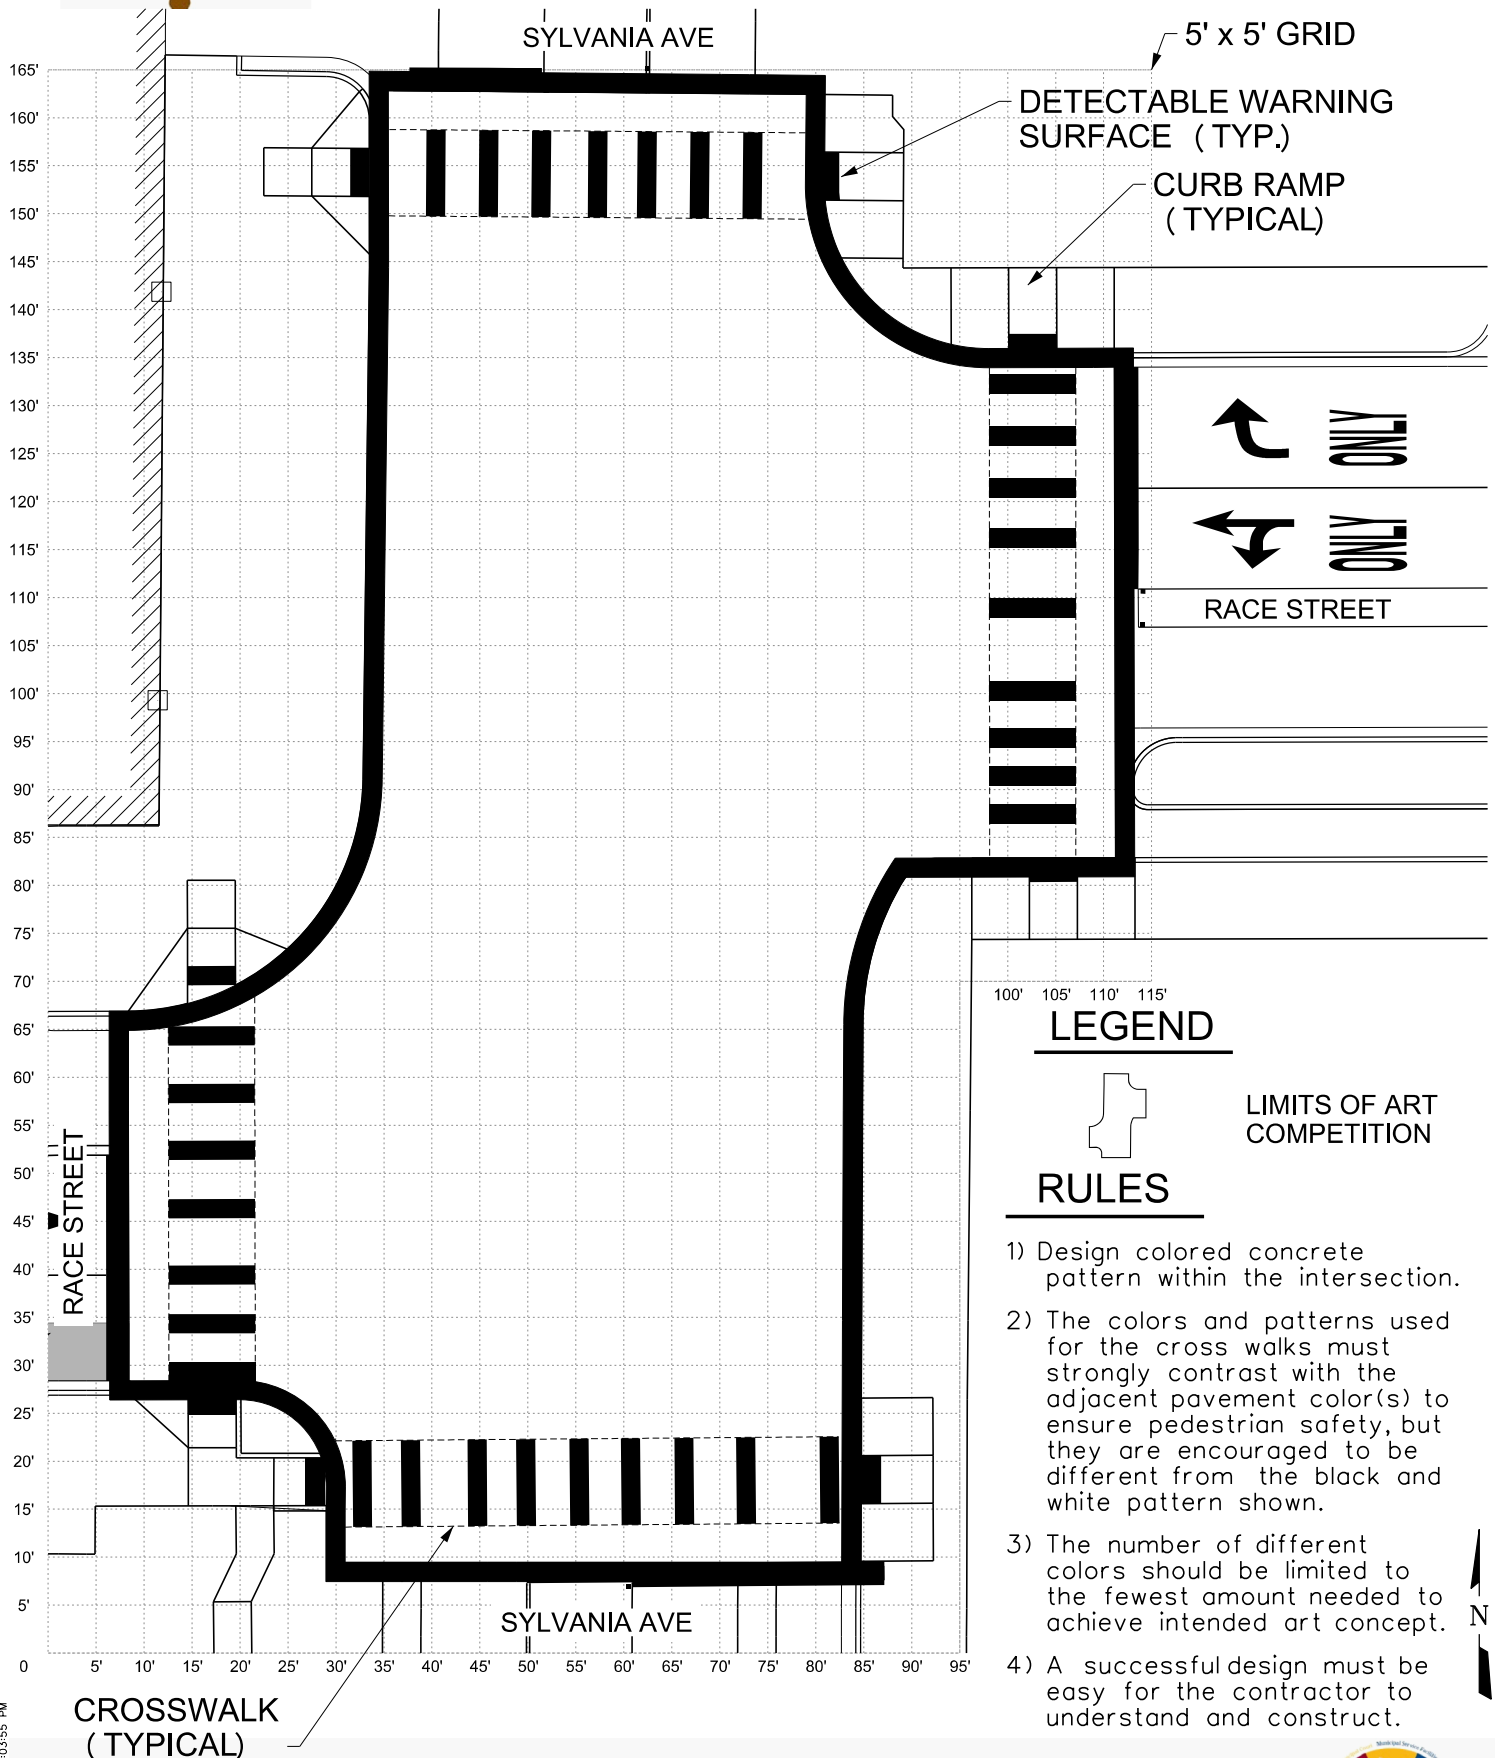 SYLVANIA AVE
5' x 5' GRID
DETECTABLE WARNING
SURFACE (TYP.)
CURB RAMP
(TYPICAL)
165'
160'
155'
150'
145'
140'
135'
130'
125'
120'
115'
110'
105'
100'
95'
90'
85'
80'
75'
70'
65'
60'
55'
50'
45'
40'
35'
30'
25'
20'
15'
10'
5'
ONLY
ONLY
RACE STREET
100' 105' 110' 115'
LEGEND
LIMITS OF ART
COMPETITION
RULES
1) Design colored concrete
pattern within the intersection.
2) The colors and patterns used
for the cross walks must
strongly contrast with the
adjacent pavement color(s) to
ensure pedestrian safety, but
they are encouraged to be
different from the black and
white pattern shown.
3) The number of different
colors should be limited to
the fewest amount needed to
achieve intended art concept.
4) A successful design must be
easy for the contractor to
understand and construct.
N
RACE STREET
SYLVANIA AVE
0 5' 10' 15' 20' 25' 30' 35' 40' 45' 50' 55' 60' 65' 70' 75' 80' 85' 90' 95'
CROSSWALK
(TYPICAL)
:03:55 PM